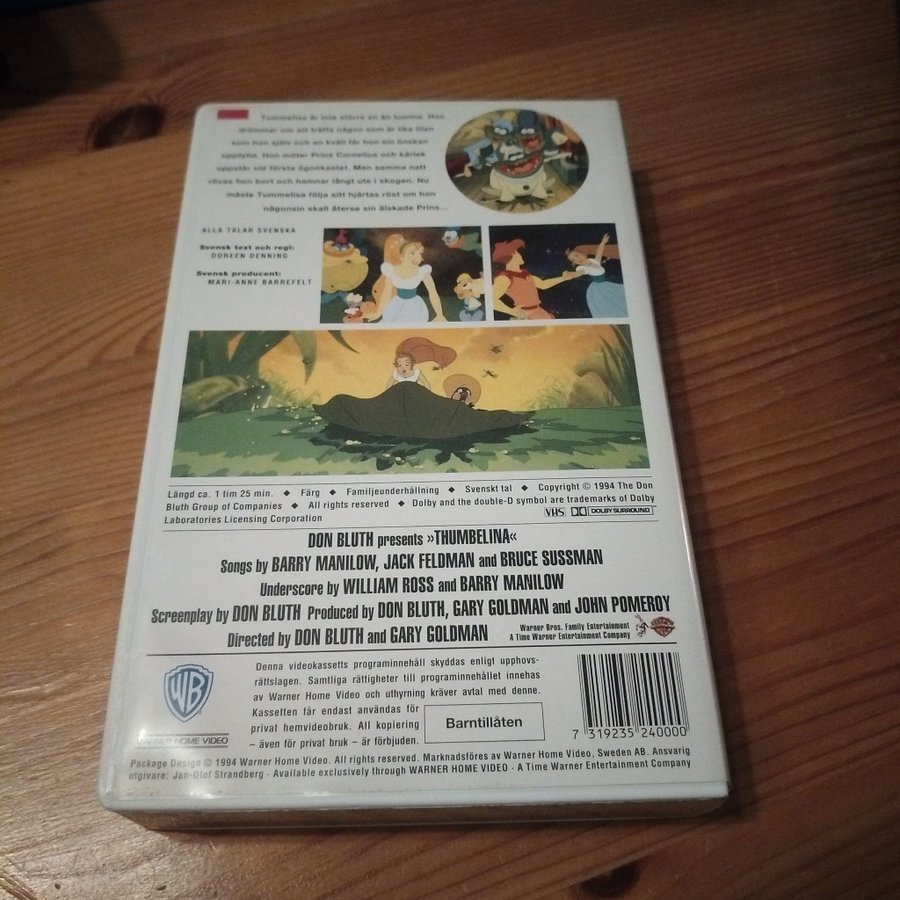 Tummelisa är inte större än en tumme. Hon
drömmer om att träffa någon som är lika liten
som hon själv och en kväll får hon sin önskan
uppfylld. Hon möter Prins Cornelius och kärlek
uppstår vid första ögonkastet. Men samma natt
rövas hon bort och hamnar långt ute i skogen. Nu
måste Tummelisa följa sitt hjärtas röst om hon
någonsin skall återse sin älskade Prins...
ALLA TALAR SVENSKA
Svensk text och regi:
DOREEN DENNING
Svensk producent:
MARI-ANNE BARREFELT
Längd ca. 1 tim 25 min. ◆ Färg ◆ Familjeunderhållning ◆ Svenskt tal ◆ Copyright © 1994 The Don
Bluth Group of Companies ◆ All rights reserved ◆ Dolby and the double-D symbol are trademarks of Dolby
Laboratories Licensing Corporation
VHS DOLBY SURROUND
DON BLUTH presents »THUMBELINA«
Songs by BARRY MANILOW, JACK FELDMAN and BRUCE SUSSMAN
Underscore by WILLIAM ROSS and BARRY MANILOW
Screenplay by DON BLUTH Produced by DON BLUTH, GARY GOLDMAN and JOHN POMEROY
Directed by DON BLUTH and GARY GOLDMAN
Warner Bros. Family Entertainment
A Time Warner Entertainment Company
WB
WARNER HOME VIDEO
Denna videokassetts programinnehåll skyddas enligt upphovs-
rättslagen. Samtliga rättigheter till programinnehållet innehas
av Warner Home Video och uthyrning kräver avtal med denne.
Kassetten får endast användas för
privat hemvideobruk. All kopiering
– även för privat bruk – är förbjuden.
Barntillåten
7 319235 240000
Package Design © 1994 Warner Home Video. All rights reserved. Marknadsföres av Warner Home Video, Sweden AB. Ansvarig
utgivare: Jan-Olof Strandberg · Available exclusively through WARNER HOME VIDEO · A Time Warner Entertainment Company